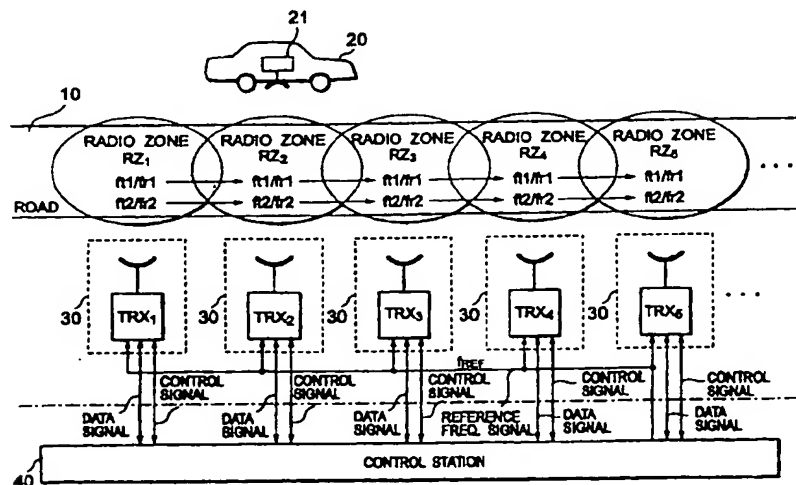 21
20
10
RADIO ZONE RADIO ZONE RADIO ZONE RADIO ZONE RADIO ZONE
RZ1 RZ2 RZ3 RZ4 RZ5
ft1/fr1 ft1/fr1 ft1/fr1 ft1/fr1 ft1/fr1
ft2/fr2 ft2/fr2 ft2/fr2 ft2/fr2 ft2/fr2
ROAD
30 TRX1 30 TRX2 30 TRX3 30 TRX4 30 TRX5
fREF
CONTROL SIGNAL
CONTROL SIGNAL
CONTROL SIGNAL
CONTROL SIGNAL
CONTROL SIGNAL
DATA SIGNAL
DATA SIGNAL
DATA SIGNAL
REFERENCE FREQ. SIGNAL
DATA SIGNAL
DATA SIGNAL
40
CONTROL STATION